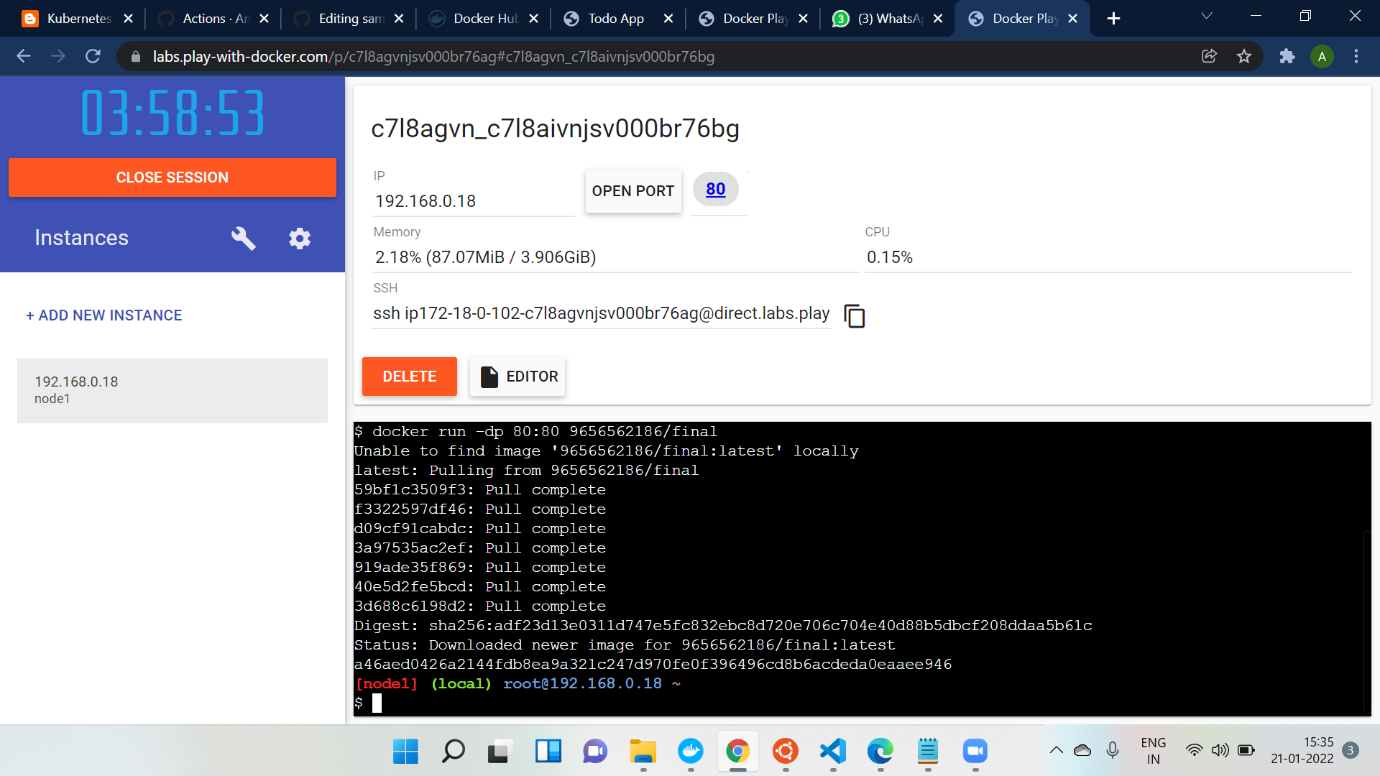 Kubernetes
Actions · An
Editing sam
Docker Hub
Todo App
Docker Play
(3) WhatsAp
Docker Play
labs.play-with-docker.com/p/c7l8agvnjsv000br76ag#c7l8agvn_c7l8aivnjsv000br76bg
A
03:58:53
CLOSE SESSION
Instances
+ ADD NEW INSTANCE
192.168.0.18
node1
c7l8agvn_c7l8aivnjsv000br76bg
IP
192.168.0.18
OPEN PORT
80
Memory
2.18% (87.07MiB / 3.906GiB)
CPU
0.15%
SSH
ssh ip172-18-0-102-c7l8agvnjsv000br76ag@direct.labs.play
DELETE
EDITOR
$ docker run -dp 80:80 9656562186/final
Unable to find image '9656562186/final:latest' locally
latest: Pulling from 9656562186/final
59bf1c3509f3: Pull complete
f3322597df46: Pull complete
d09cf91cabdc: Pull complete
3a97535ac2ef: Pull complete
919ade35f869: Pull complete
40e5d2fe5bcd: Pull complete
3d688c6198d2: Pull complete
Digest: sha256:adf23d13e0311d747e5fc832ebc8d720e706c704e40d88b5dbcf208ddaa5b61c
Status: Downloaded newer image for 9656562186/final:latest
a46aed0426a2144fdb8ea9a321c247d970fe0f396496cd8b6acdeda0eaaee946
[node1] (local) root@192.168.0.18 ~
$
ENG
IN
15:35
21-01-2022
3